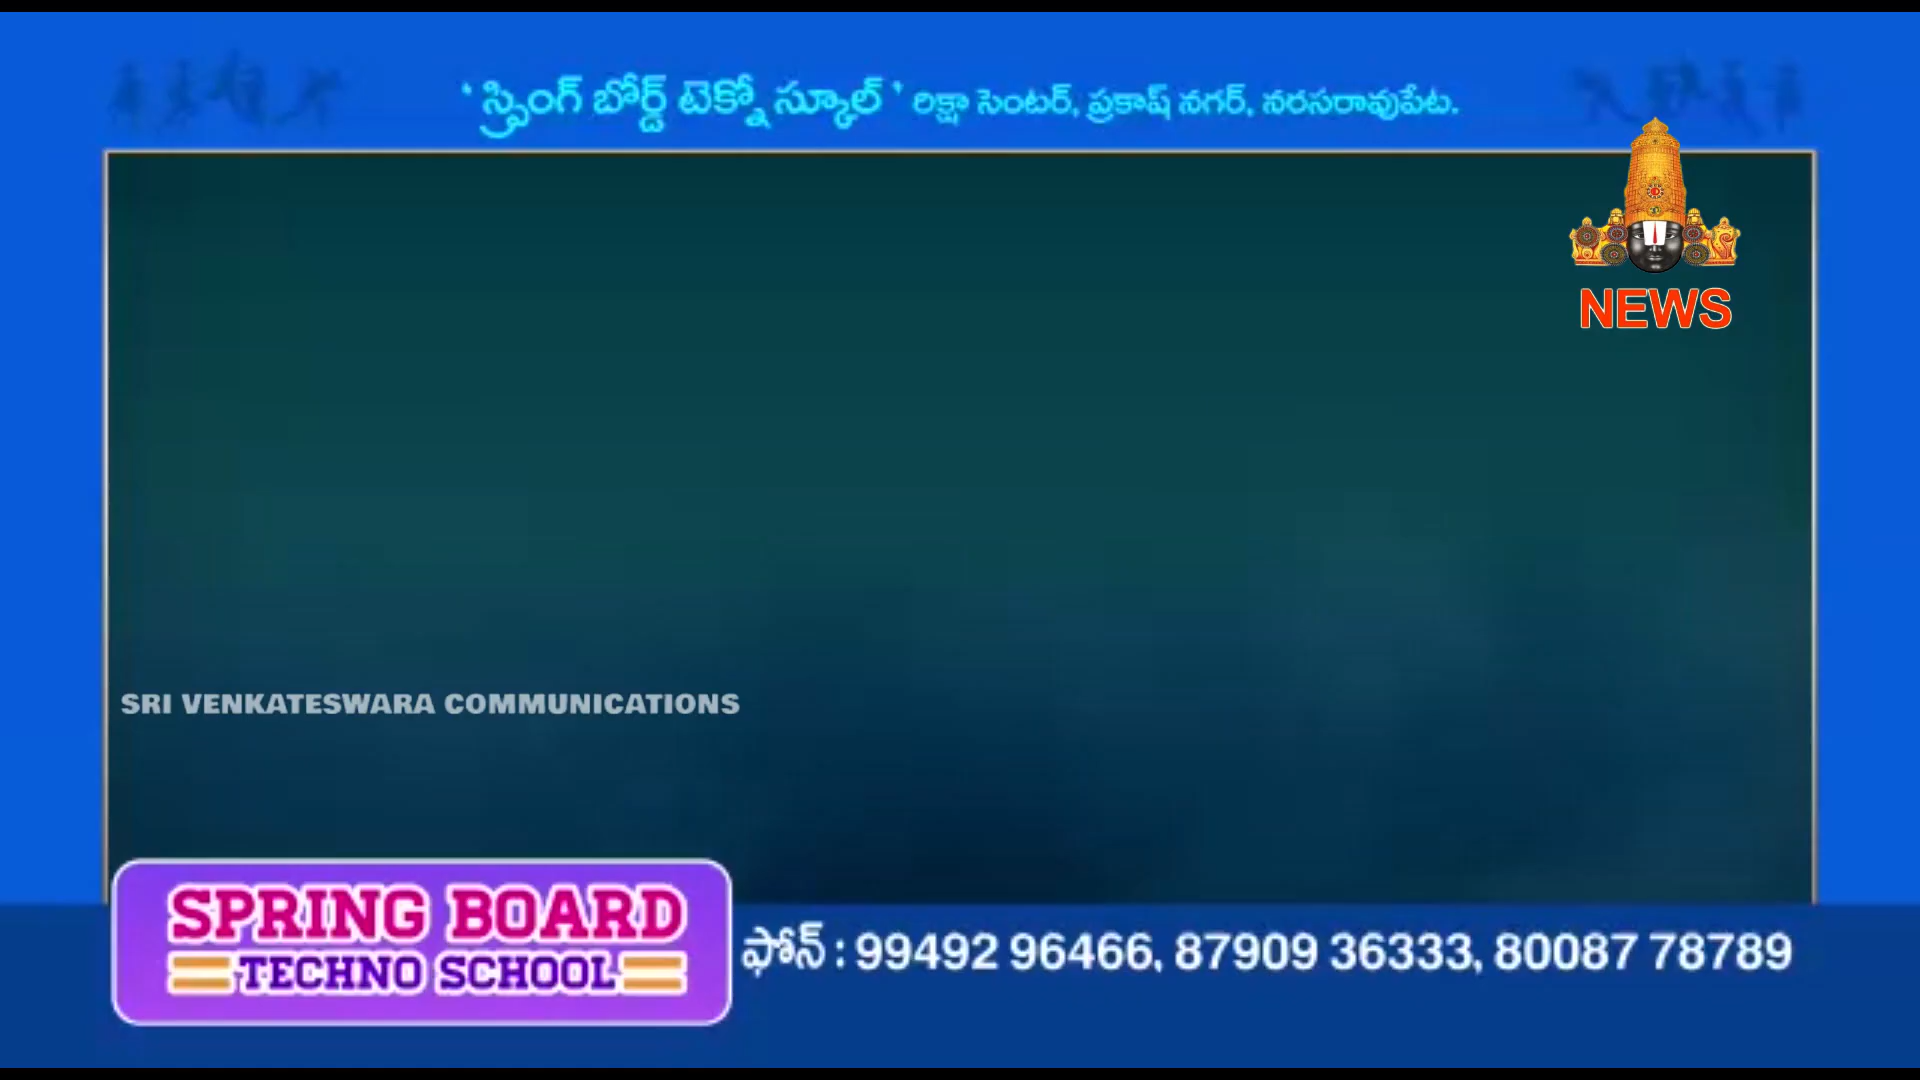 ‘ స్ప్రింగ్ బోర్డ్ టెక్నో స్కూల్ ’ రిక్షా సెంటర్, ప్రకాష్ నగర్, నరసరావుపేట.
NEWS
SRI VENKATESWARA COMMUNICATIONS
SPRING BOARD
TECHNO SCHOOL
ఫోన్ : 99492 96466, 87909 36333, 80087 78789